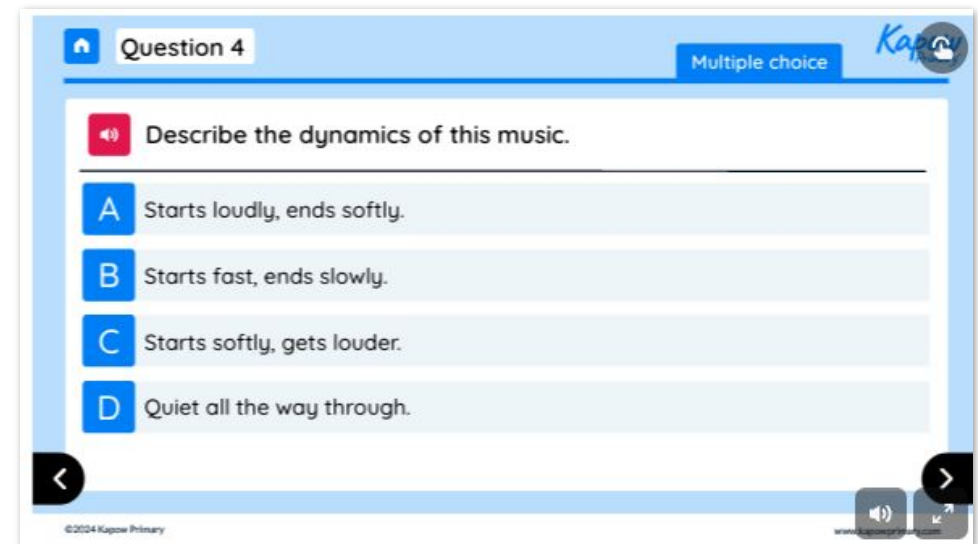 Question 4
Multiple choice
Describe the dynamics of this music.
A Starts loudly, ends softly.
B Starts fast, ends slowly.
C Starts softly, gets louder.
D Quiet all the way through.
©2024 Kapow Primary